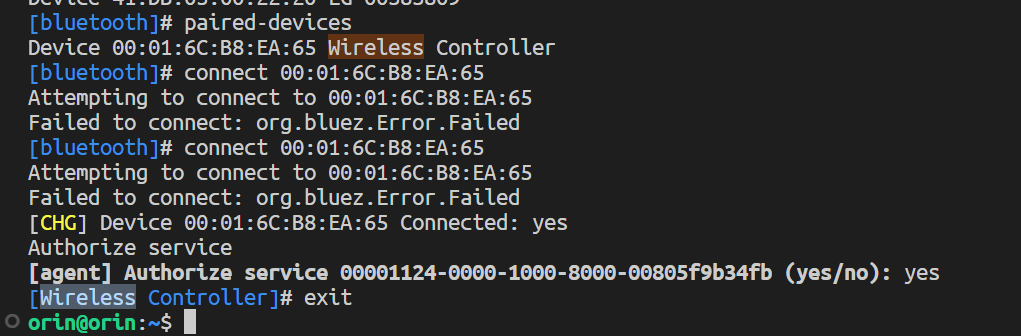 [bluetooth]# paired-devices
Device 00:01:6C:B8:EA:65 Wireless Controller
[bluetooth]# connect 00:01:6C:B8:EA:65
Attempting to connect to 00:01:6C:B8:EA:65
Failed to connect: org.bluez.Error.Failed
[bluetooth]# connect 00:01:6C:B8:EA:65
Attempting to connect to 00:01:6C:B8:EA:65
Failed to connect: org.bluez.Error.Failed
[CHG] Device 00:01:6C:B8:EA:65 Connected: yes
Authorize service
[agent] Authorize service 00001124-0000-1000-8000-00805f9b34fb (yes/no): yes
[Wireless Controller]# exit
orin@orin:~$